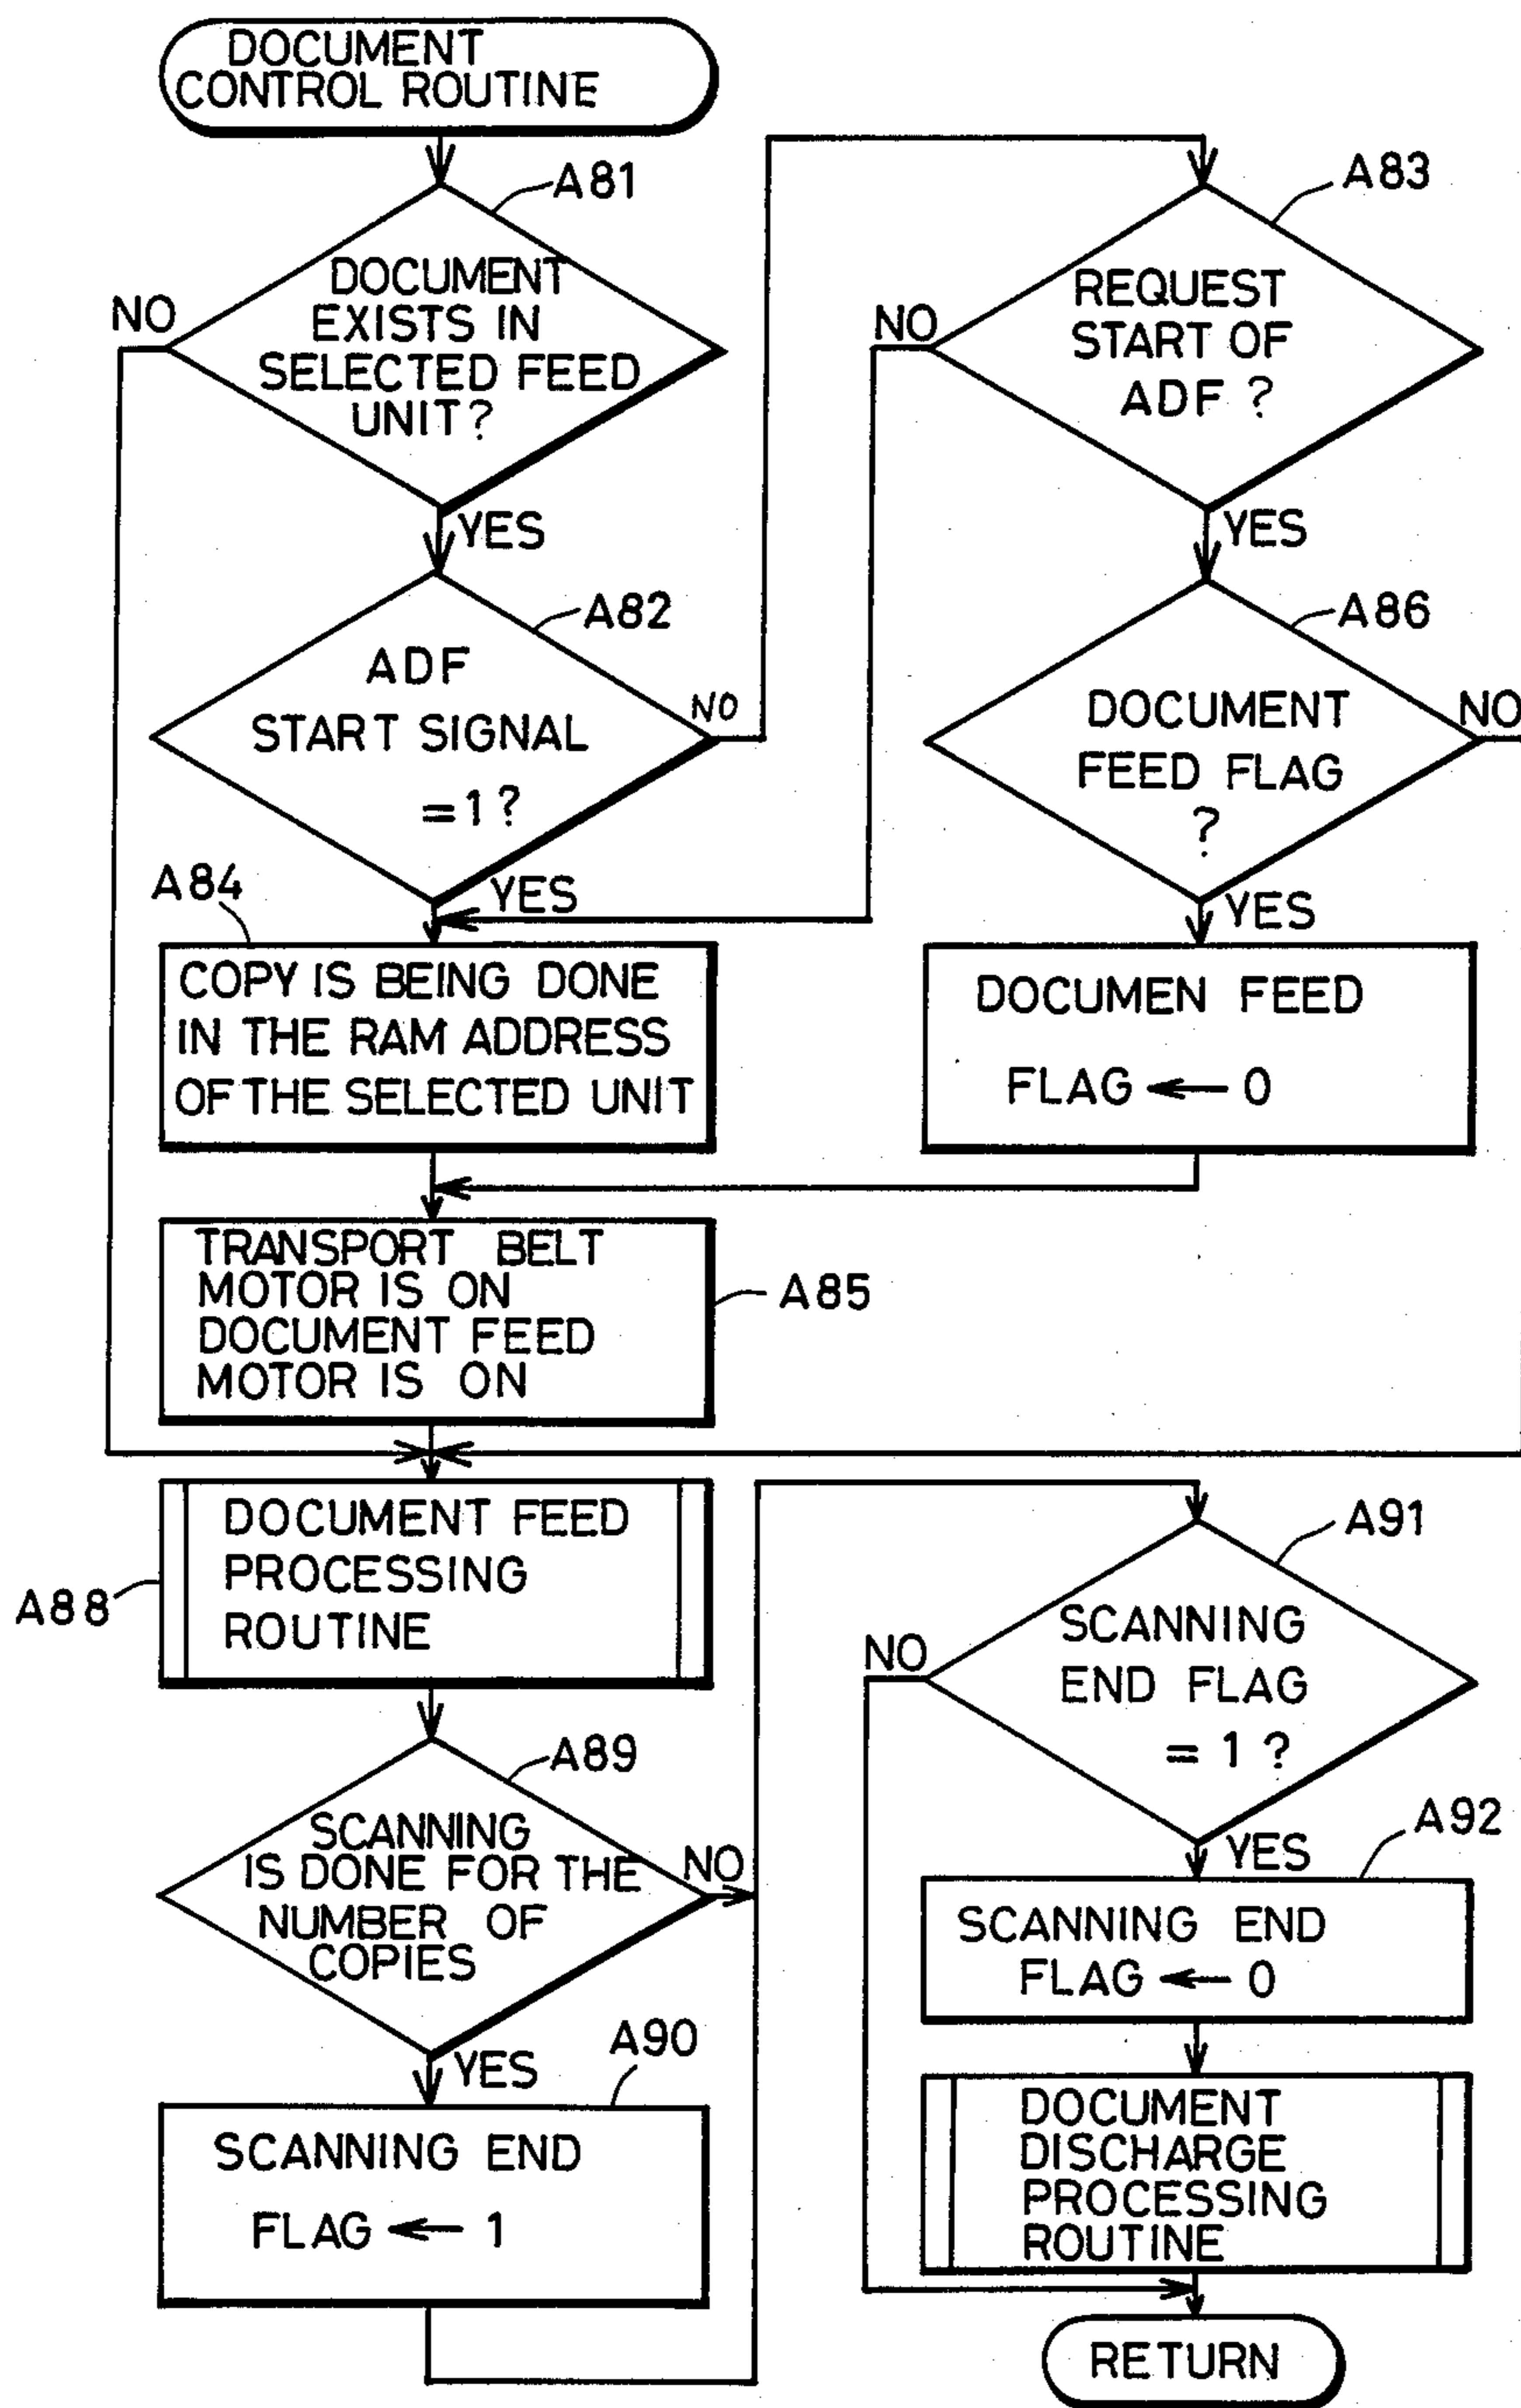 DOCUMENT
CONTROL ROUTINE
A81
DOCUMENT
EXISTS IN
SELECTED FEED
UNIT?
NO
YES
A82
ADF
START SIGNAL
=1?
NO
YES
A83
REQUEST
START OF
ADF ?
NO
YES
A86
DOCUMENT
FEED FLAG
?
NO
YES
DOCUMEN FEED
FLAG ← 0
A84
COPY IS BEING DONE
IN THE RAM ADDRESS
OF THE SELECTED UNIT
TRANSPORT BELT
MOTOR IS ON
DOCUMENT FEED
MOTOR IS ON
A85
DOCUMENT FEED
PROCESSING
ROUTINE
A88
A89
SCANNING
IS DONE FOR THE
NUMBER OF
COPIES
NO
YES
A90
SCANNING END
FLAG ← 1
A91
SCANNING
END FLAG
= 1 ?
NO
YES
A92
SCANNING END
FLAG ← 0
DOCUMENT
DISCHARGE
PROCESSING
ROUTINE
RETURN